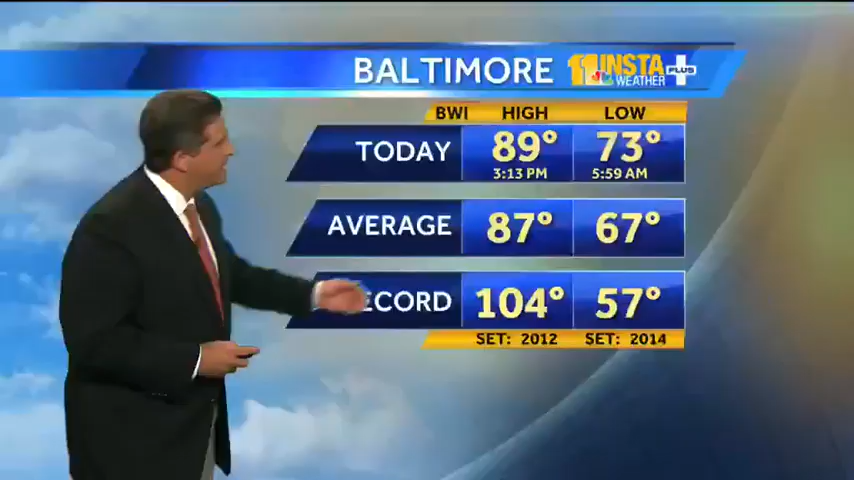 BALTIMORE 11 INSTA WEATHER PLUS
BWI HIGH LOW
TODAY 89° 73°
3:13 PM 5:59 AM
AVERAGE 87° 67°
ECORD 104° 57°
SET: 2012 SET: 2014